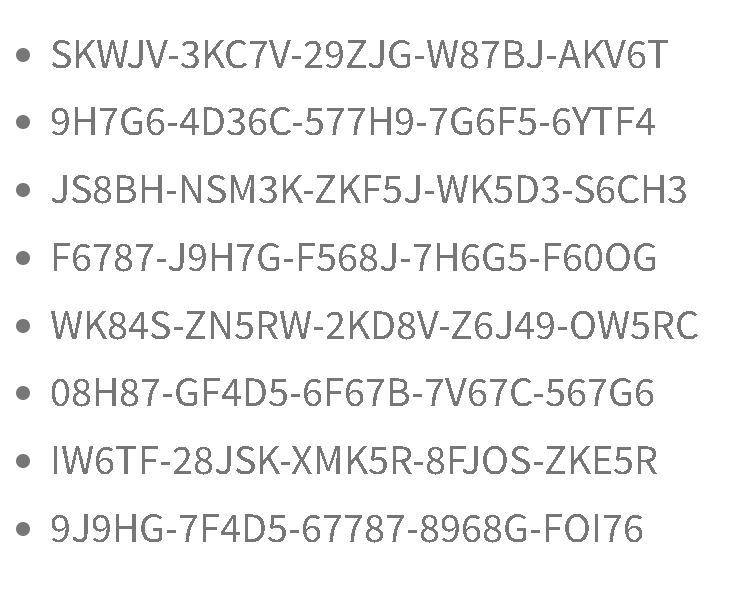 SKWJV-3KC7V-29ZJG-W87BJ-AKV6T
9H7G6-4D36C-577H9-7G6F5-6YTF4
JS8BH-NSM3K-ZKF5J-WK5D3-S6CH3
F6787-J9H7G-F568J-7H6G5-F60OG
WK84S-ZN5RW-2KD8V-Z6J49-OW5RC
08H87-GF4D5-6F67B-7V67C-567G6
IW6TF-28JSK-XMK5R-8FJOS-ZKE5R
9J9HG-7F4D5-67787-8968G-FOI76